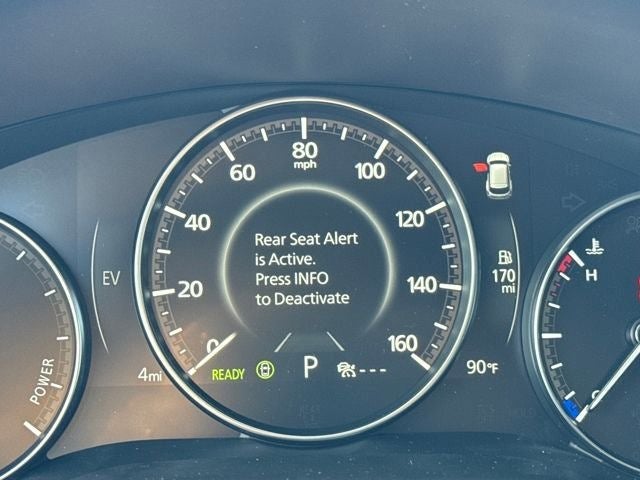 80
mph
60
100
40
120
Rear Seat Alert
is Active.
Press INFO
to Deactivate
EV
170
mi
H
20
140
0
160
POWER
4mi
READY
P
---
90°F